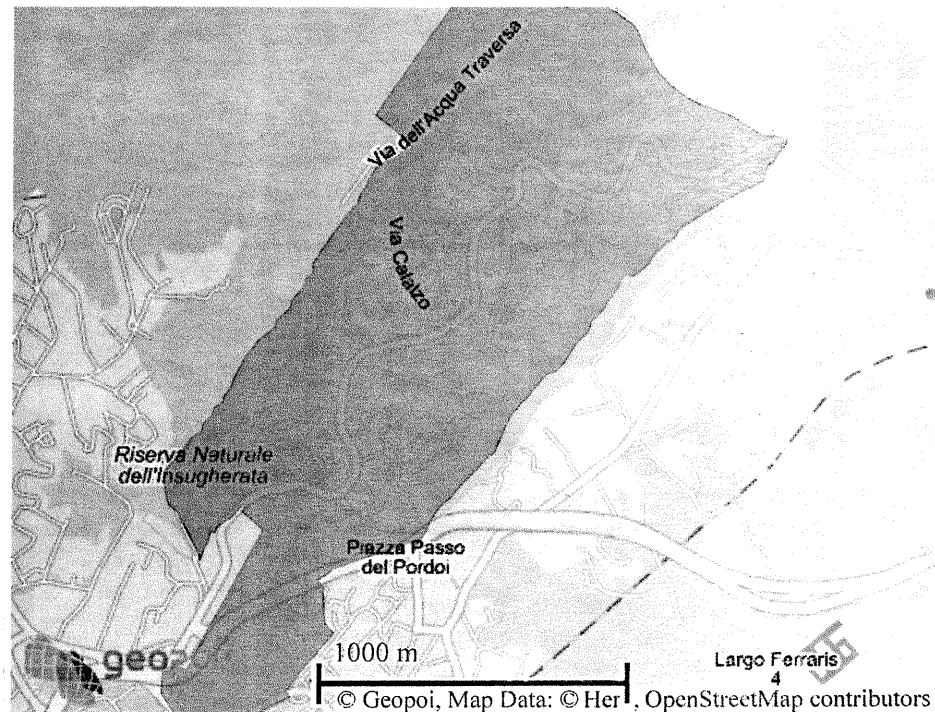 Via dell'Acqua Traversa
Via Calalzo
Riserva Naturale
dell'Insugherata
Piazza Passo
del Pordoi
1000 m
Largo Ferraris
4
© Geopoi, Map Data: © Her , OpenStreetMap contributors